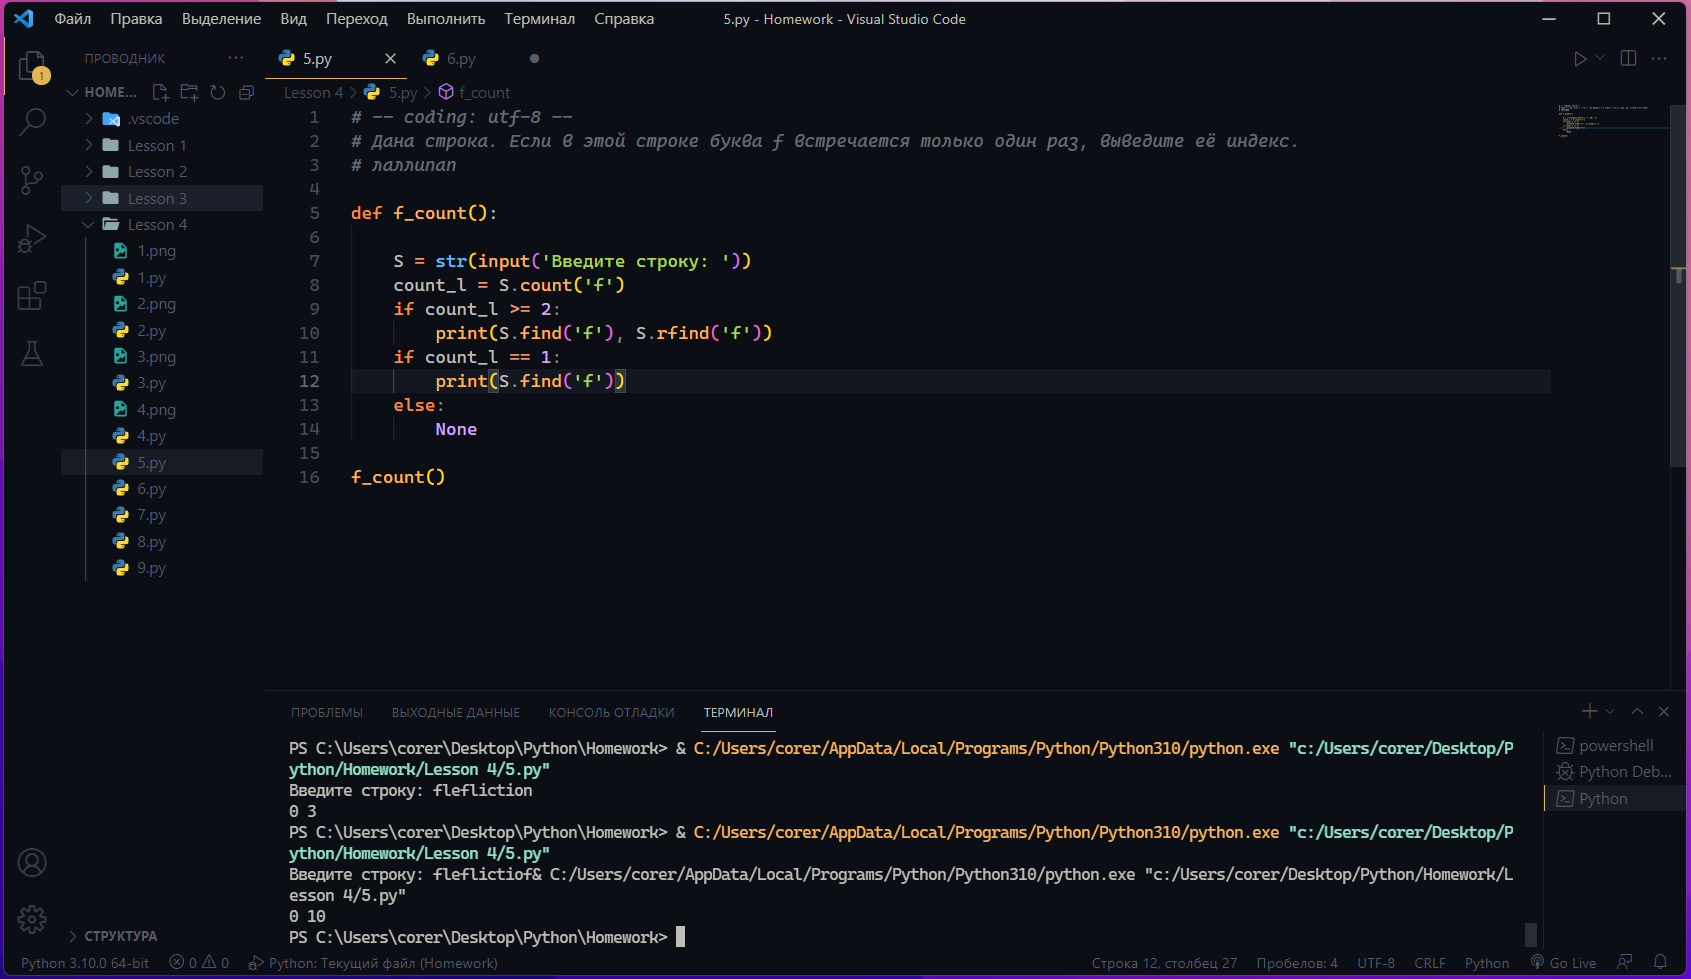 Файл Правка Выделение Вид Переход Выполнить Терминал Справка 5.py - Homework - Visual Studio Code
ПРОВОДНИК
5.py
6.py
1
HOME...
Lesson 4 > 5.py > f_count
.vscode
Lesson 1
Lesson 2
Lesson 3
Lesson 4
1.png
1.py
2.png
2.py
3.png
3.py
4.png
4.py
5.py
6.py
7.py
8.py
9.py
СТРУКТУРА
1 # -- coding: utf-8 --
2 # Дана строка. Если в этой строке буква f встречается только один раз, выведите её индекс.
3 # лаллипап
4
5 def f_count():
6
7 S = str(input('Введите строку: '))
8 count_l = S.count('f')
9 if count_l >= 2:
10 print(S.find('f'), S.rfind('f'))
11 if count_l == 1:
12 print(S.find('f'))
13 else:
14 None
15
16 f_count()
ПРОБЛЕМЫ ВЫХОДНЫЕ ДАННЫЕ КОНСОЛЬ ОТЛАДКИ ТЕРМИНАЛ
PS C:\Users\corer\Desktop\Python\Homework> & C:/Users/corer/AppData/Local/Programs/Python/Python310/python.exe "c:/Users/corer/Desktop/P
ython/Homework/Lesson 4/5.py"
Введите строку: flefliction
0 3
PS C:\Users\corer\Desktop\Python\Homework> & C:/Users/corer/AppData/Local/Programs/Python/Python310/python.exe "c:/Users/corer/Desktop/P
ython/Homework/Lesson 4/5.py"
Введите строку: fleflictiof& C:/Users/corer/AppData/Local/Programs/Python/Python310/python.exe "c:/Users/corer/Desktop/Python/Homework/L
esson 4/5.py"
0 10
PS C:\Users\corer\Desktop\Python\Homework>
powershell
Python Deb...
Python
Python 3.10.0 64-bit 0 0 Python: Текущий файл (Homework) Строка 12, столбец 27 Пробелов: 4 UTF-8 CRLF Python Go Live